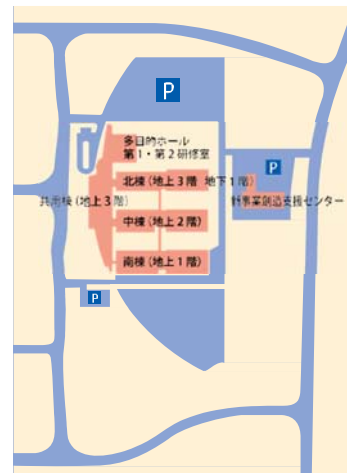 P
多目的ホール
第1・第2研修室
P
北棟(地上3階 地下1階)
共用棟(地上3階)
新事業創造支援センター
中棟(地上2階)
南棟(地上1階)
P